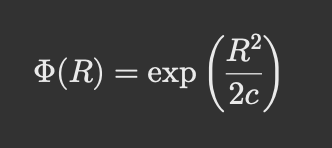 Φ(R) = exp(R²/2c)